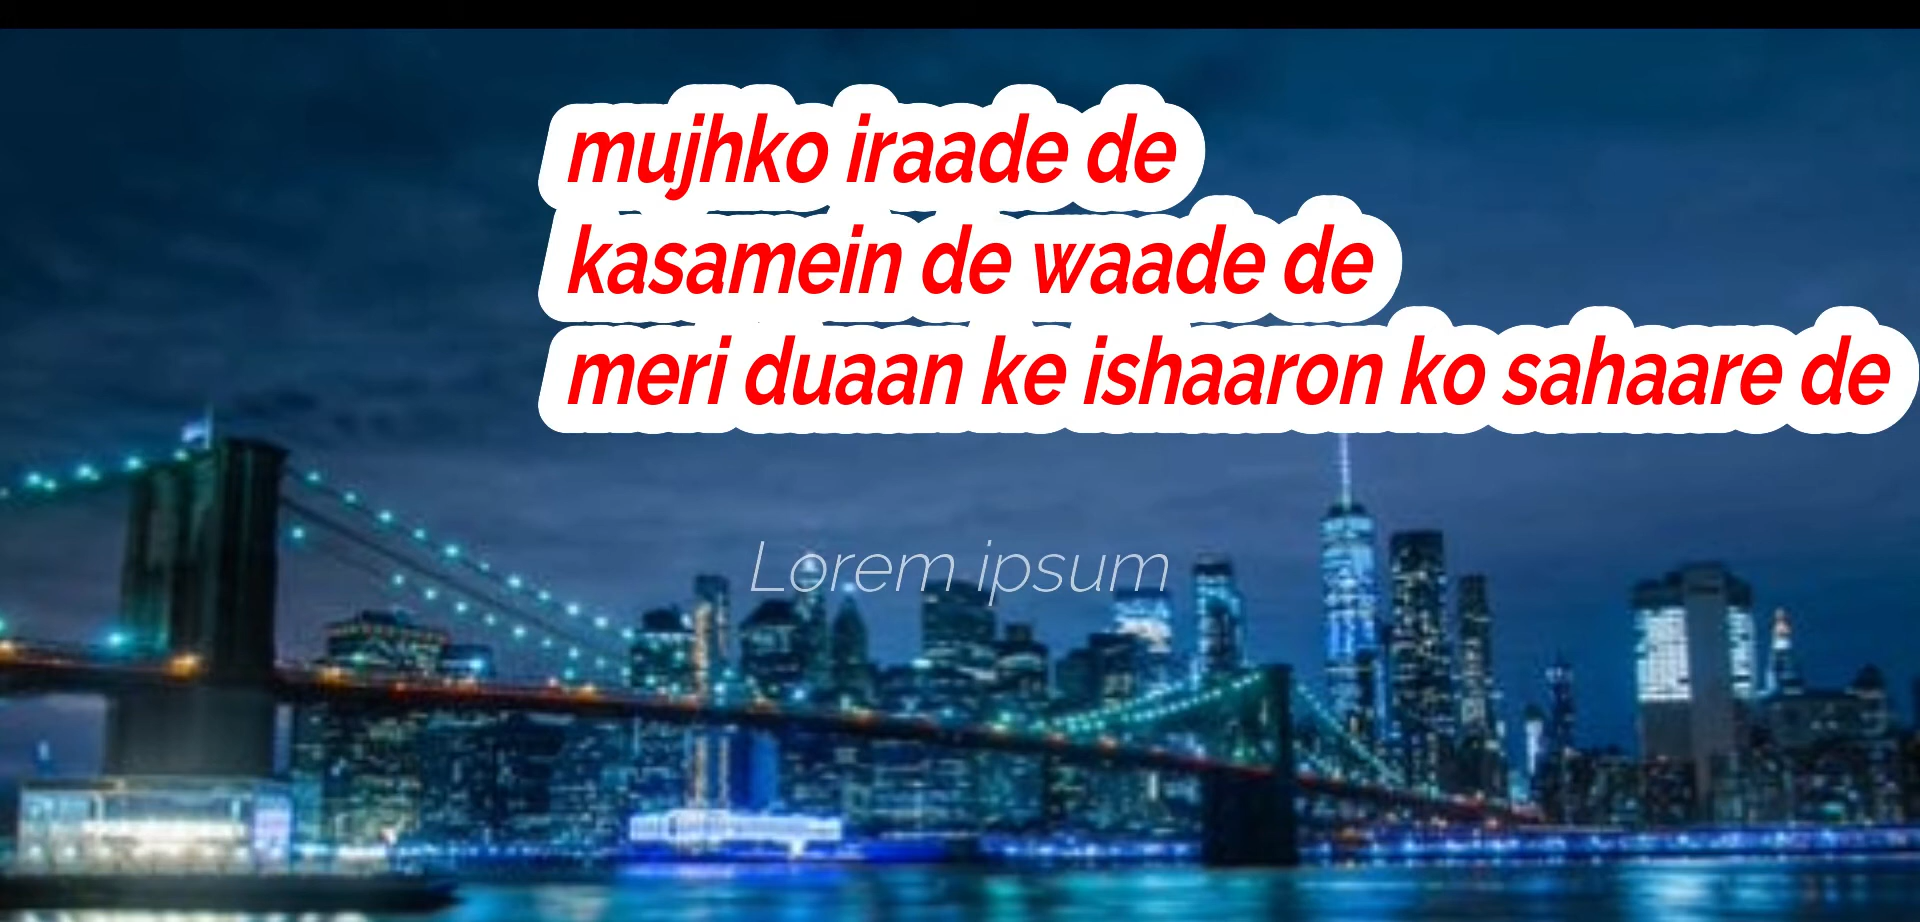 mujhko iraade de
kasamein de waade de
meri duaan ke ishaaron ko sahaare de
Lorem ipsum